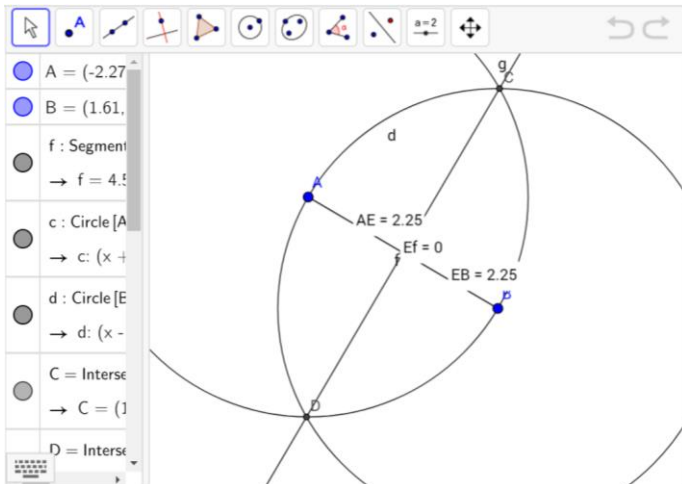 A
a=2
A = (-2.27
B = (1.61,
f : Segment
→ f = 4.5
c : Circle [A
→ c: (x +
d : Circle [B
→ d: (x -
C = Interse
→ C = (1
D = Interse
g
C
d
A
AE = 2.25
Ef = 0
f
EB = 2.25
B
D